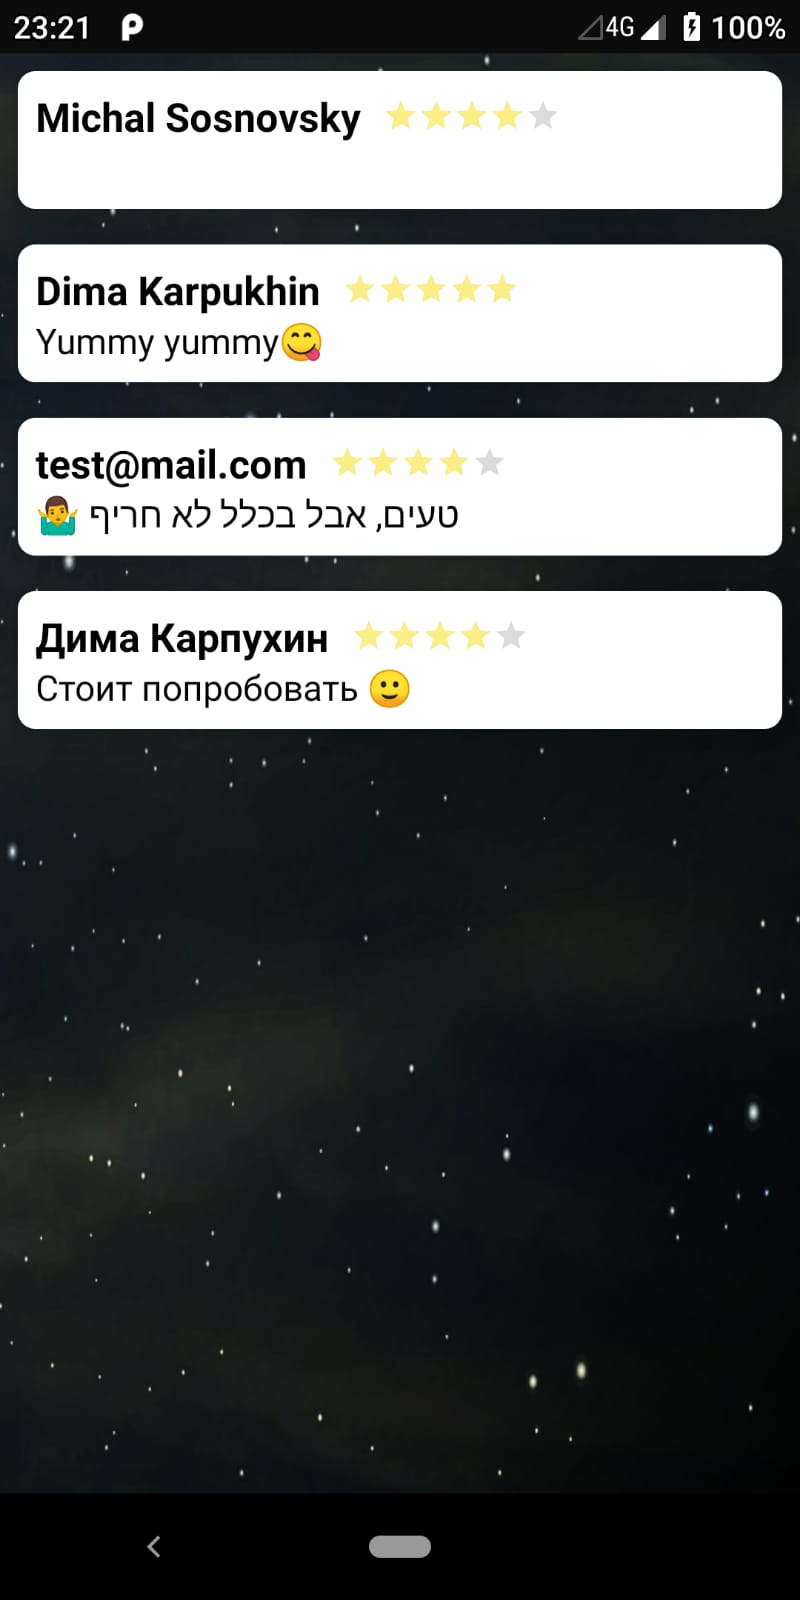 23:21 4G 100%
Michal Sosnovsky
Dima Karpukhin
Yummy yummy😋
test@mail.com
טעים, אבל בכלל לא חריף 🤷‍♂️
Дима Карпухин
Стоит попробовать 🙂